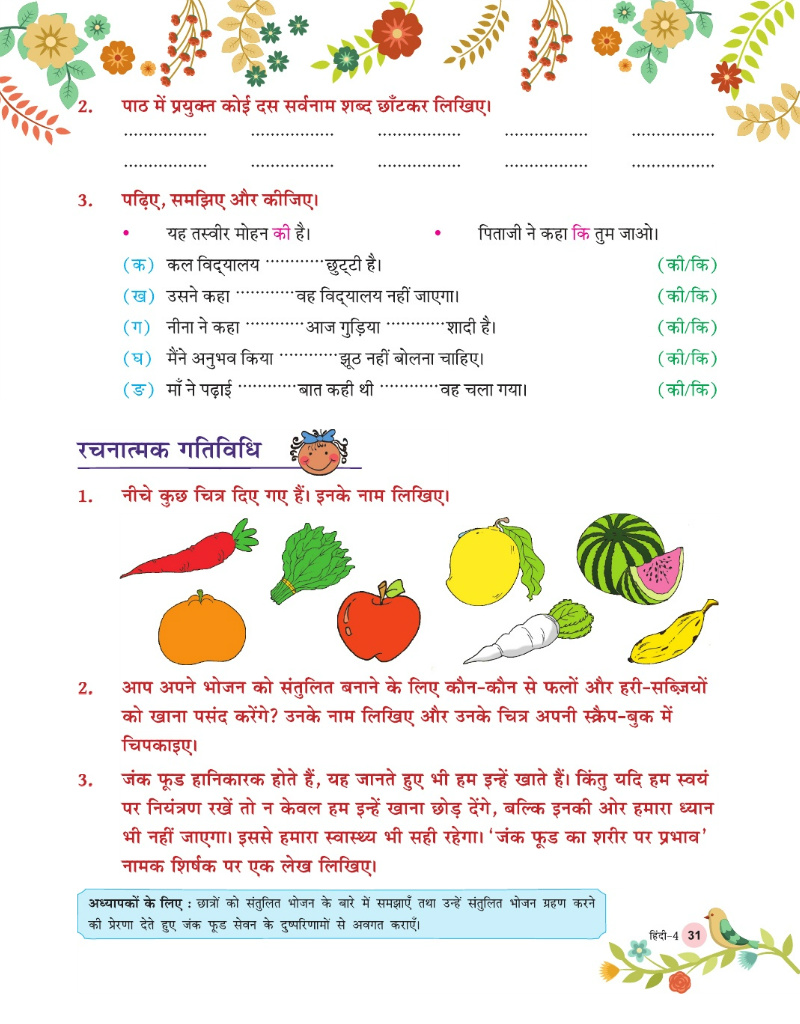 2. पाठ में प्रयुक्त कोई दस सर्वनाम शब्द छाँटकर लिखिए।
................. ................. ................. ................. .................
................. ................. ................. ................. .................
3. पढ़िए, समझिए और कीजिए।
• यह तस्वीर मोहन की है। • पिताजी ने कहा कि तुम जाओ।
(क) कल विद्यालय ............ छुट्टी है। (की/कि)
(ख) उसने कहा ............ वह विद्यालय नहीं जाएगा। (की/कि)
(ग) नीना ने कहा ............ आज गुड़िया ............ शादी है। (की/कि)
(घ) मैंने अनुभव किया ............ झूठ नहीं बोलना चाहिए। (की/कि)
(ङ) माँ ने पढ़ाई ............ बात कही थी ............ वह चला गया। (की/कि)
रचनात्मक गतिविधि
1. नीचे कुछ चित्र दिए गए हैं। इनके नाम लिखिए।
2. आप अपने भोजन को संतुलित बनाने के लिए कौन-कौन से फलों और हरी-सब्ज़ियों
को खाना पसंद करेंगे? उनके नाम लिखिए और उनके चित्र अपनी स्क्रैप-बुक में
चिपकाइए।
3. जंक फूड हानिकारक होते हैं, यह जानते हुए भी हम इन्हें खाते हैं। किंतु यदि हम स्वयं
पर नियंत्रण रखें तो न केवल हम इन्हें खाना छोड़ देंगे, बल्कि इनकी ओर हमारा ध्यान
भी नहीं जाएगा। इससे हमारा स्वास्थ्य भी सही रहेगा। 'जंक फूड का शरीर पर प्रभाव'
नामक शिर्षक पर एक लेख लिखिए।
अध्यापकों के लिए : छात्रों को संतुलित भोजन के बारे में समझाएँ तथा उन्हें संतुलित भोजन ग्रहण करने
की प्रेरणा देते हुए जंक फूड सेवन के दुष्परिणामों से अवगत कराएँ।
हिंदी-4 31